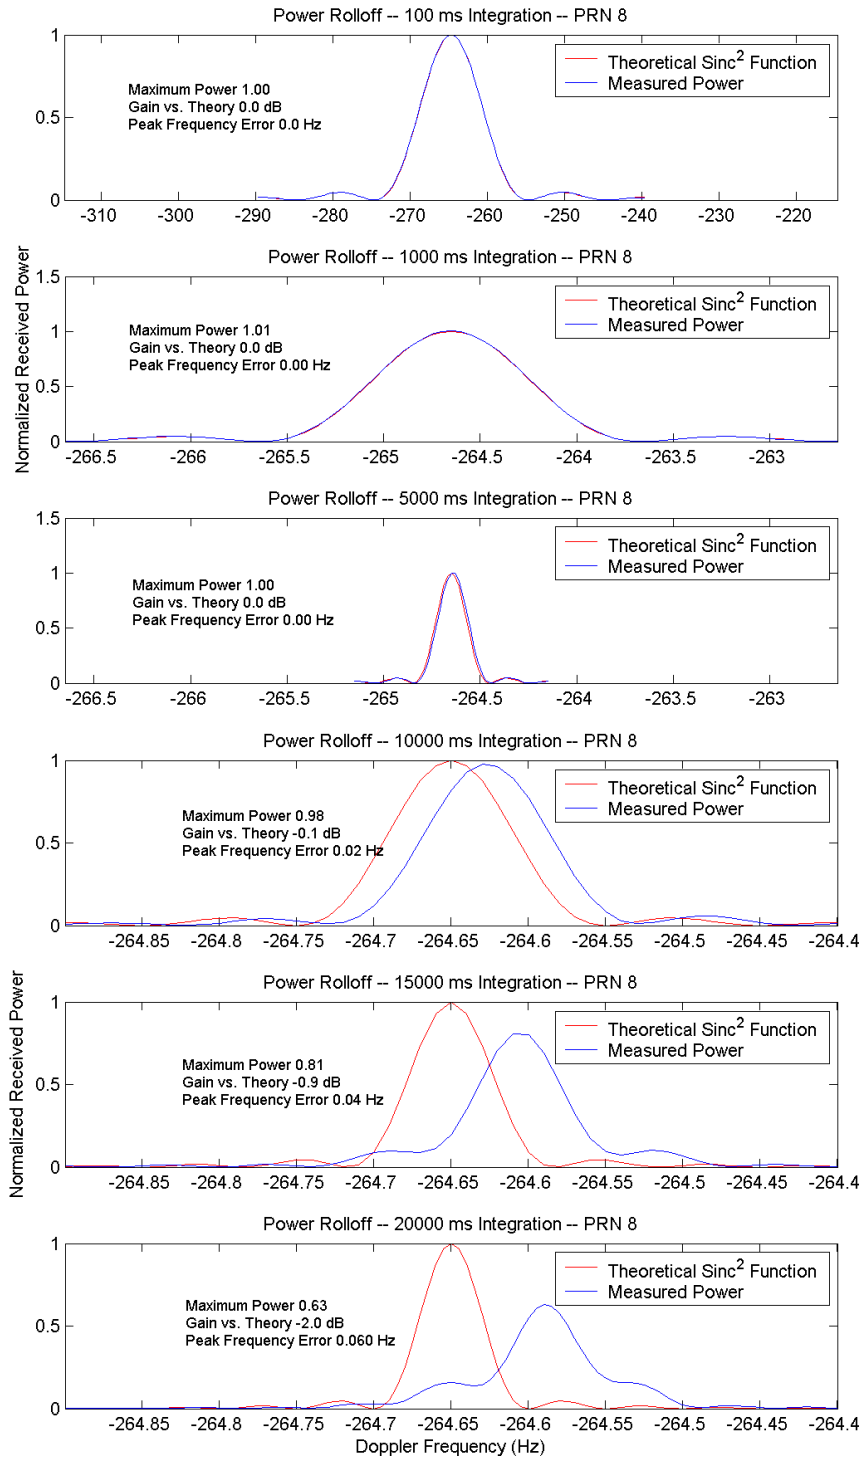 Power Rolloff -- 100 ms Integration -- PRN 8
1
0.5
0
Maximum Power 1.00
Gain vs. Theory 0.0 dB
Peak Frequency Error 0.0 Hz
Theoretical Sinc² Function
Measured Power
-310 -300 -290 -280 -270 -260 -250 -240 -230 -220
Normalized Received Power
Power Rolloff -- 1000 ms Integration -- PRN 8
1.5
1
0.5
0
Maximum Power 1.01
Gain vs. Theory 0.0 dB
Peak Frequency Error 0.00 Hz
Theoretical Sinc² Function
Measured Power
-266.5 -266 -265.5 -265 -264.5 -264 -263.5 -263
Power Rolloff -- 5000 ms Integration -- PRN 8
1.5
1
0.5
0
Maximum Power 1.00
Gain vs. Theory 0.0 dB
Peak Frequency Error 0.00 Hz
Theoretical Sinc² Function
Measured Power
-266.5 -266 -265.5 -265 -264.5 -264 -263.5 -263
Power Rolloff -- 10000 ms Integration -- PRN 8
1
0.5
0
Maximum Power 0.98
Gain vs. Theory -0.1 dB
Peak Frequency Error 0.02 Hz
Theoretical Sinc² Function
Measured Power
-264.85 -264.8 -264.75 -264.7 -264.65 -264.6 -264.55 -264.5 -264.45 -264.4
Normalized Received Power
Power Rolloff -- 15000 ms Integration -- PRN 8
1
0.5
0
Maximum Power 0.81
Gain vs. Theory -0.9 dB
Peak Frequency Error 0.04 Hz
Theoretical Sinc² Function
Measured Power
-264.85 -264.8 -264.75 -264.7 -264.65 -264.6 -264.55 -264.5 -264.45 -264.4
Power Rolloff -- 20000 ms Integration -- PRN 8
1
0.5
0
Maximum Power 0.63
Gain vs. Theory -2.0 dB
Peak Frequency Error 0.060 Hz
Theoretical Sinc² Function
Measured Power
-264.85 -264.8 -264.75 -264.7 -264.65 -264.6 -264.55 -264.5 -264.45 -264.4
Doppler Frequency (Hz)